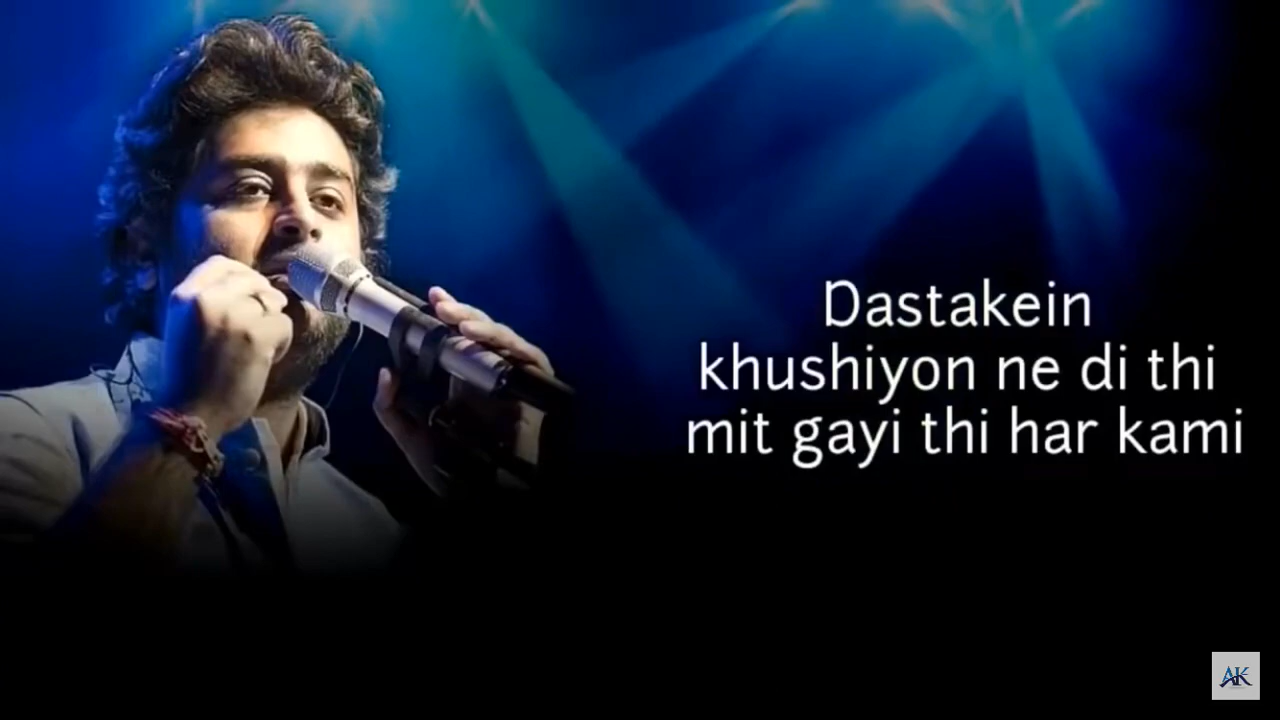 Dastakein
khushiyon ne di thi
mit gayi thi har kami
AK